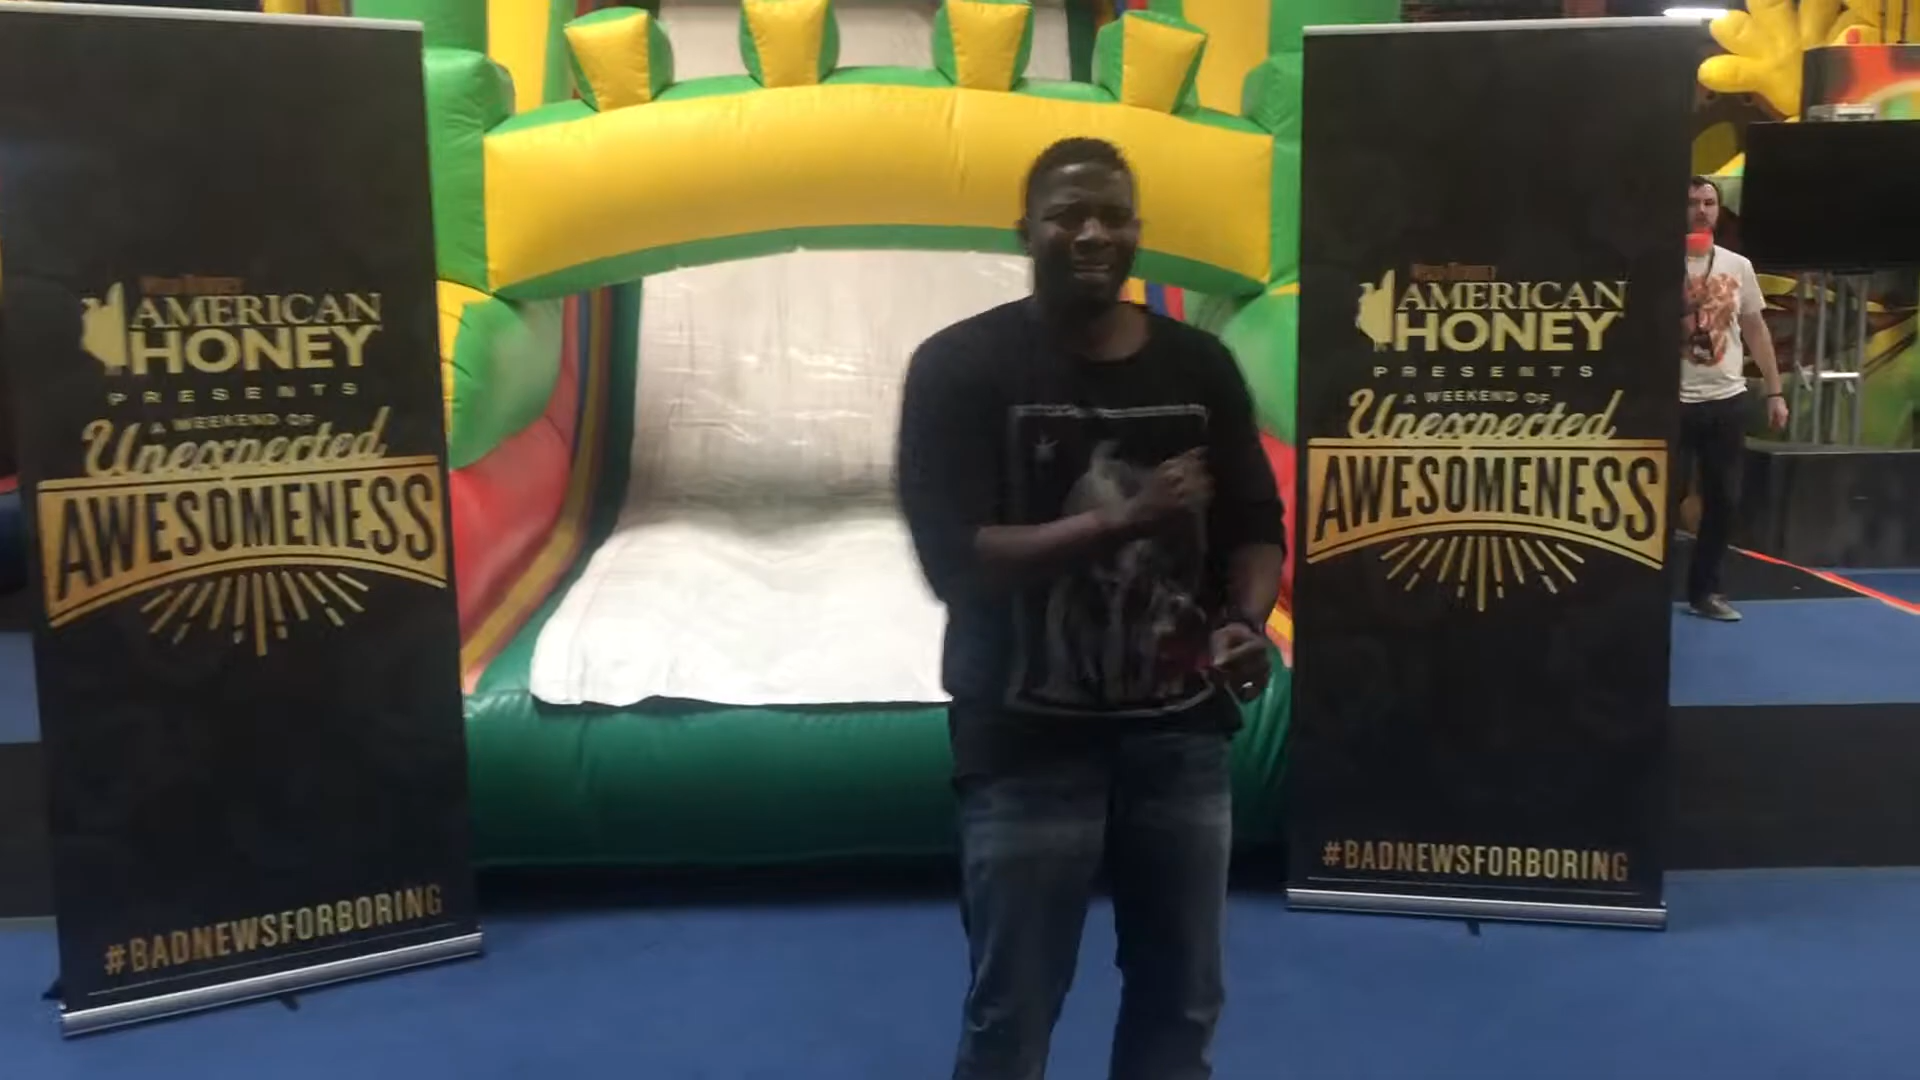 AMERICAN
HONEY
PRESENTS
A WEEKEND OF
Unexpected
AWESOMENESS
#BADNEWSFORBORING
AMERICAN
HONEY
PRESENTS
A WEEKEND OF
Unexpected
AWESOMENESS
#BADNEWSFORBORING